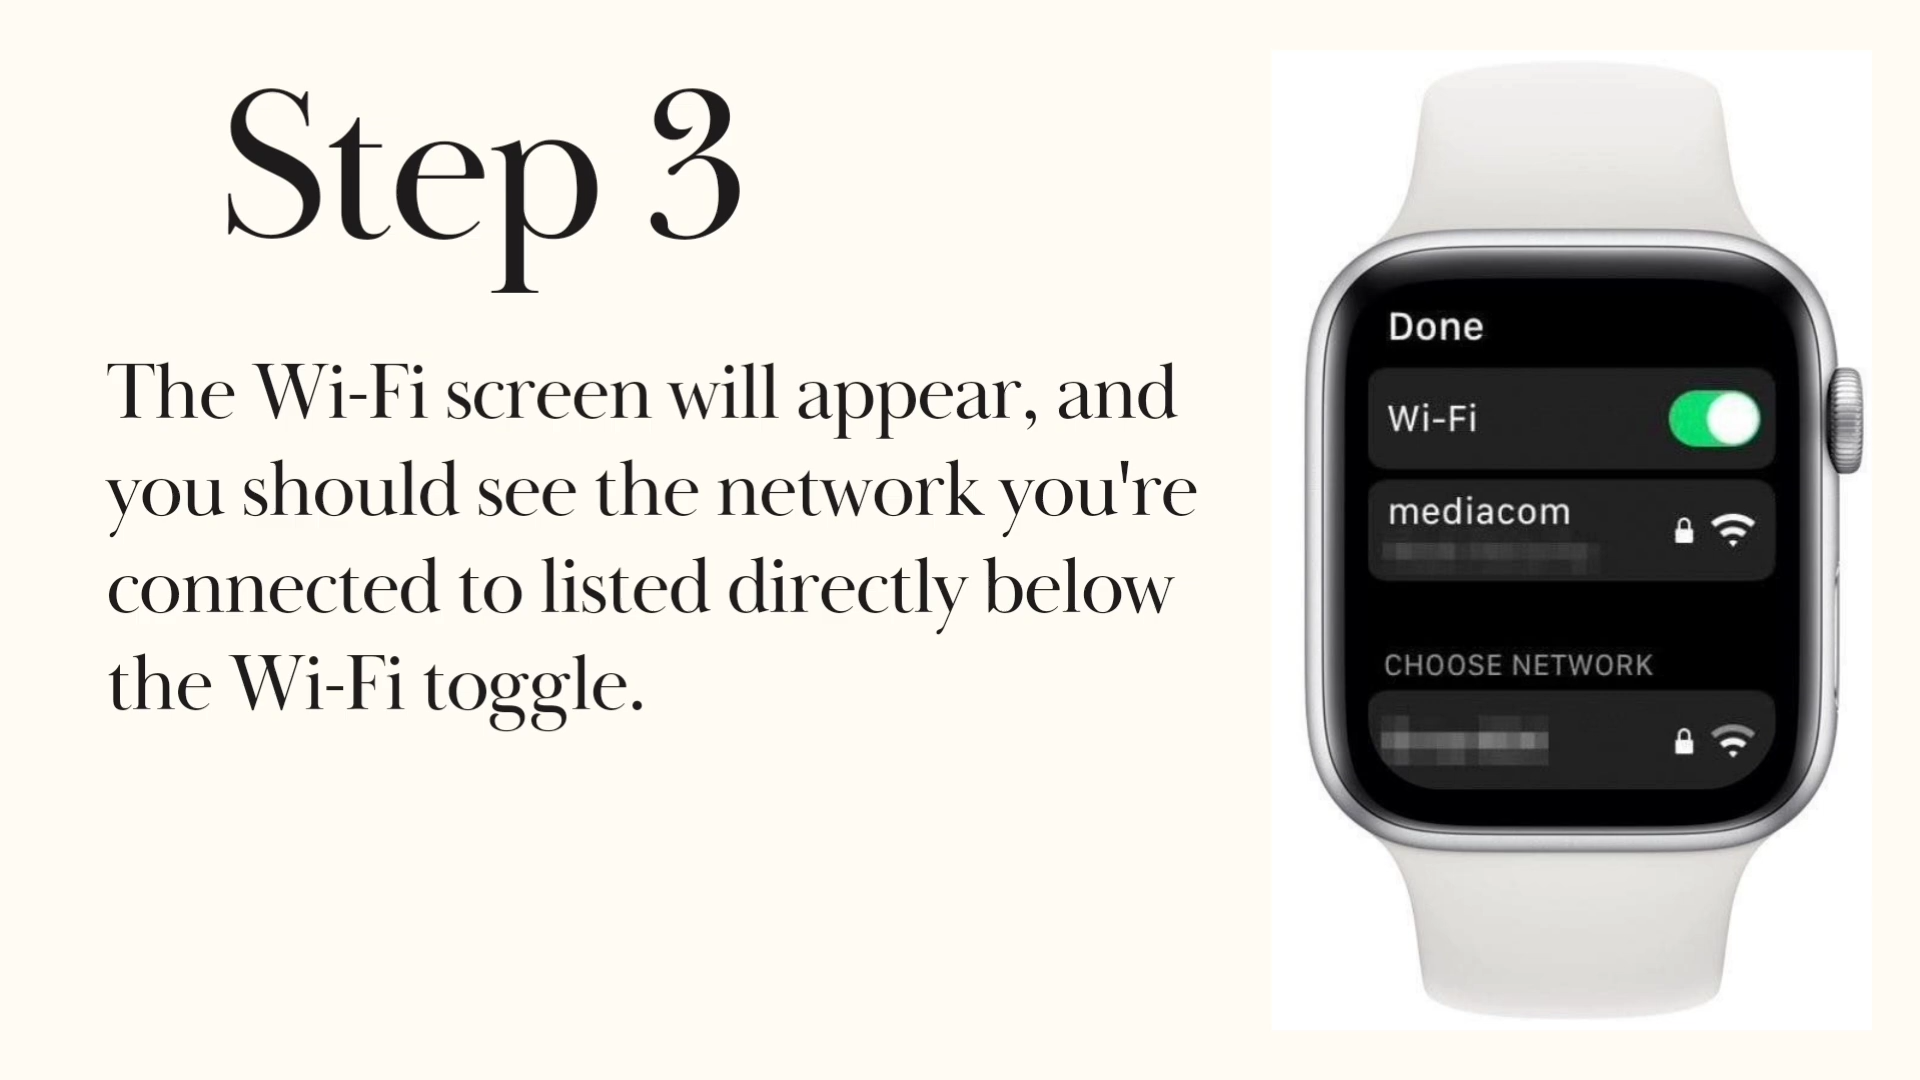 Step 3
The Wi-Fi screen will appear, and
you should see the network you're
connected to listed directly below
the Wi-Fi toggle.
Done
Wi-Fi
mediacom
CHOOSE NETWORK